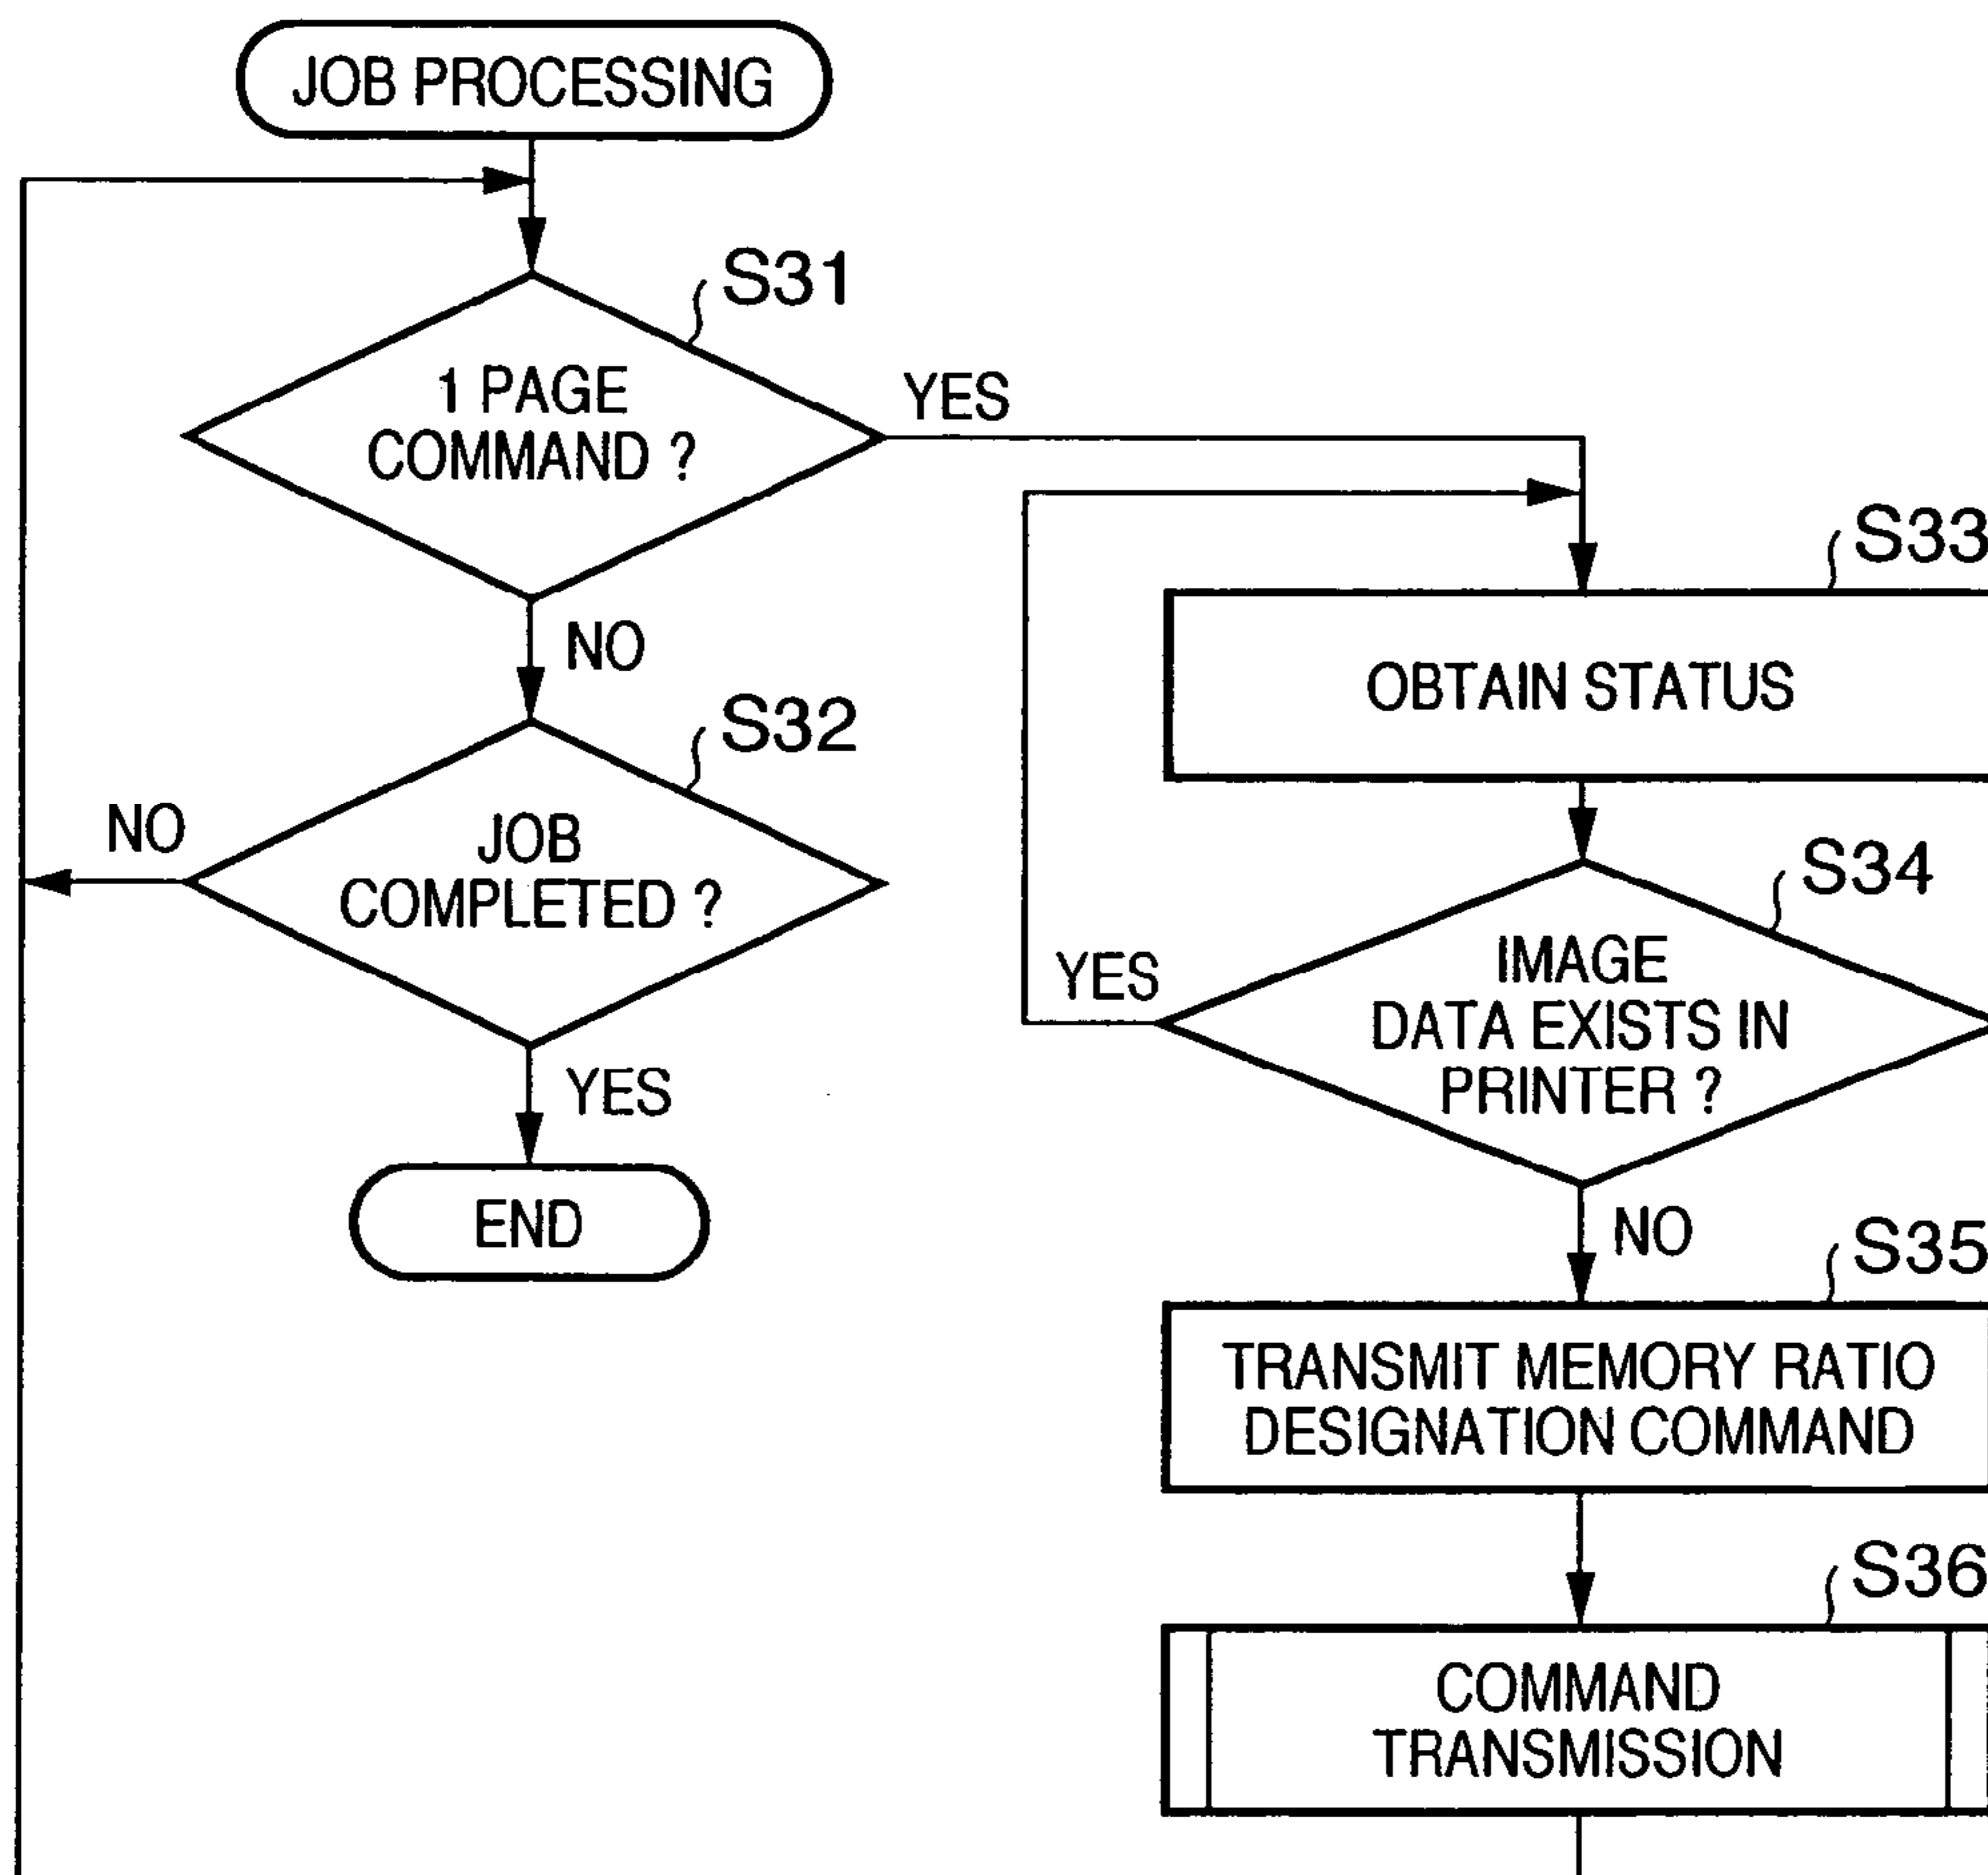 JOB PROCESSING
S31
1 PAGE
COMMAND ?
YES
NO
S32
JOB
COMPLETED ?
NO
YES
END
S33
OBTAIN STATUS
S34
IMAGE
DATA EXISTS IN
PRINTER ?
YES
NO
S35
TRANSMIT MEMORY RATIO
DESIGNATION COMMAND
S36
COMMAND
TRANSMISSION